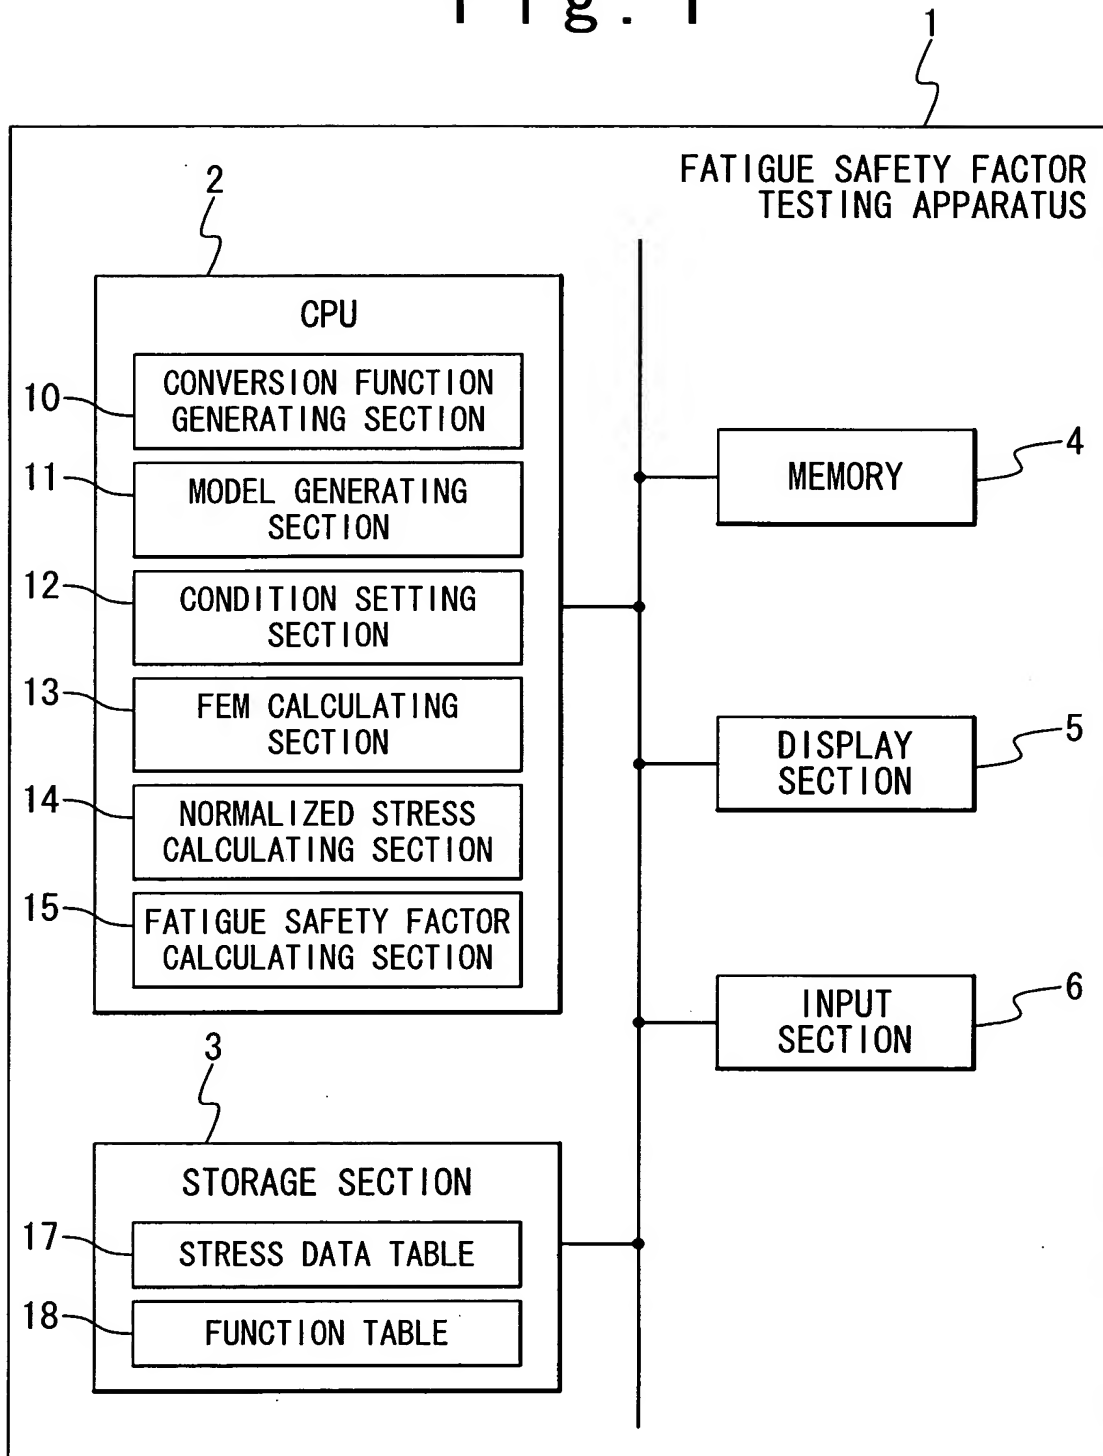 Fig. 1
1
FATIGUE SAFETY FACTOR
TESTING APPARATUS
2
CPU
10
CONVERSION FUNCTION
GENERATING SECTION
11
MODEL GENERATING
SECTION
12
CONDITION SETTING
SECTION
13
FEM CALCULATING
SECTION
14
NORMALIZED STRESS
CALCULATING SECTION
15
FATIGUE SAFETY FACTOR
CALCULATING SECTION
MEMORY
4
DISPLAY
SECTION
5
INPUT
SECTION
6
3
STORAGE SECTION
17
STRESS DATA TABLE
18
FUNCTION TABLE